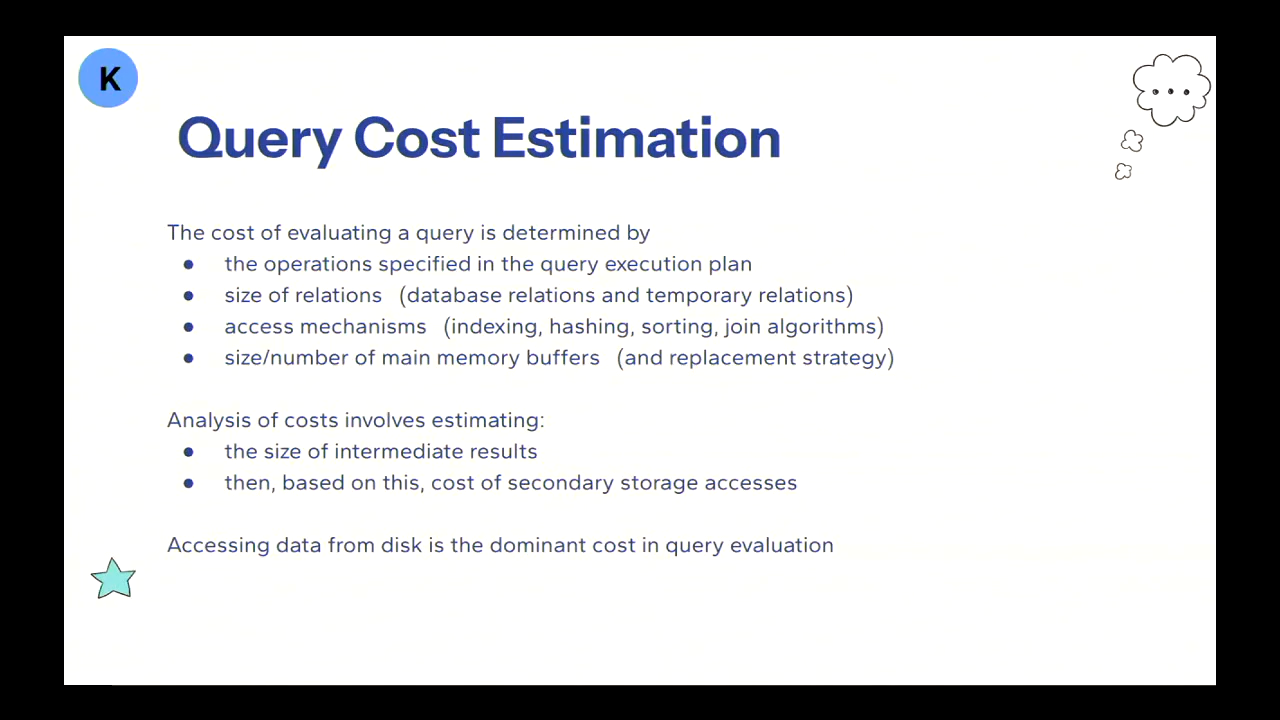 K
Query Cost Estimation
The cost of evaluating a query is determined by
● the operations specified in the query execution plan
● size of relations (database relations and temporary relations)
● access mechanisms (indexing, hashing, sorting, join algorithms)
● size/number of main memory buffers (and replacement strategy)
Analysis of costs involves estimating:
● the size of intermediate results
● then, based on this, cost of secondary storage accesses
Accessing data from disk is the dominant cost in query evaluation